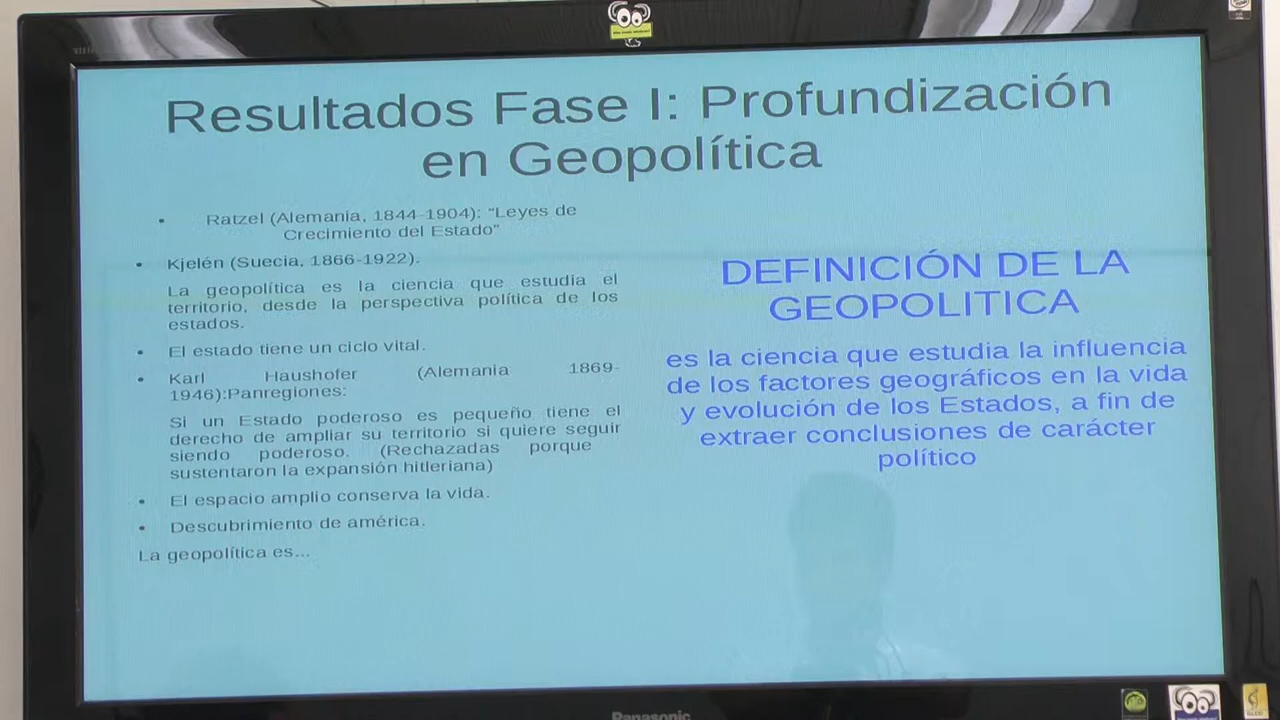 Resultados Fase I: Profundización
en Geopolítica
• Ratzel (Alemania, 1844-1904): "Leyes de
Crecimiento del Estado"
• Kjelén (Suecia, 1866-1922).
La geopolítica es la ciencia que estudía el
territorio, desde la perspectiva política de los
estados.
• El estado tiene un ciclo vital.
• Karl Haushofer (Alemania 1869-
1946):Panregiones:
Si un Estado poderoso es pequeño tiene el
derecho de ampliar su territorio si quiere seguir
siendo poderoso. (Rechazadas porque
sustentaron la expansión hitleriana)
• El espacio amplio conserva la vida.
• Descubrimiento de américa.
La geopolítica es...
DEFINICIÓN DE LA
GEOPOLITICA
es la ciencia que estudia la influencia
de los factores geográficos en la vida
y evolución de los Estados, a fin de
extraer conclusiones de carácter
político
Panasonic